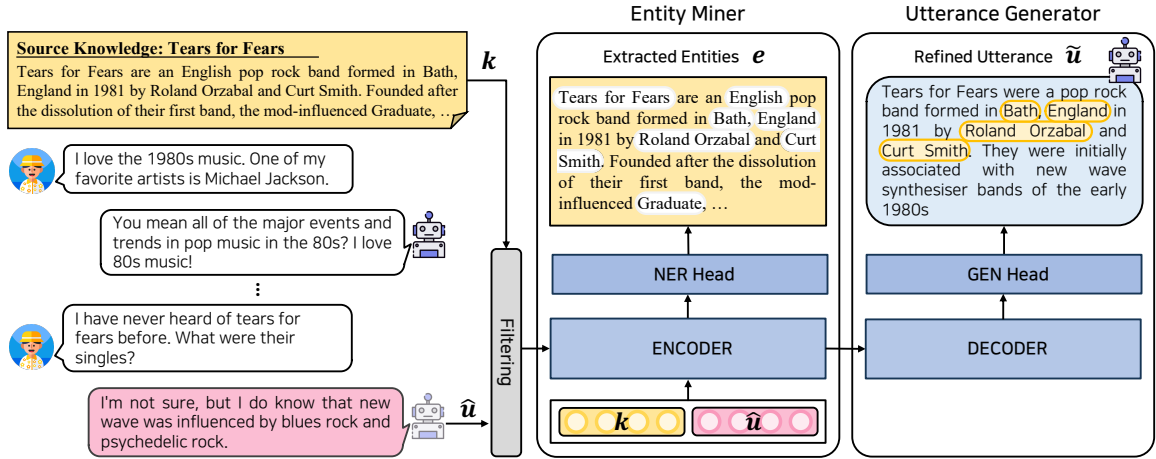 Entity Miner
Utterance Generator
Source Knowledge: Tears for Fears
Tears for Fears are an English pop rock band formed in Bath,
England in 1981 by Roland Orzabal and Curt Smith. Founded after
the dissolution of their first band, the mod-influenced Graduate, …
k
I love the 1980s music. One of my
favorite artists is Michael Jackson.
You mean all of the major events and
trends in pop music in the 80s? I love
80s music!
⋮
I have never heard of tears for
fears before. What were their
singles?
I'm not sure, but I do know that new
wave was influenced by blues rock and
psychedelic rock.
û
Filtering
Extracted Entities e
Tears for Fears are an English pop
rock band formed in Bath, England
in 1981 by Roland Orzabal and Curt
Smith. Founded after the dissolution
of their first band, the mod-
influenced Graduate, …
NER Head
ENCODER
k
û
Refined Utterance ũ
Tears for Fears were a pop rock
band formed in Bath, England in
1981 by Roland Orzabal and
Curt Smith. They were initially
associated with new wave
synthesiser bands of the early
1980s
GEN Head
DECODER